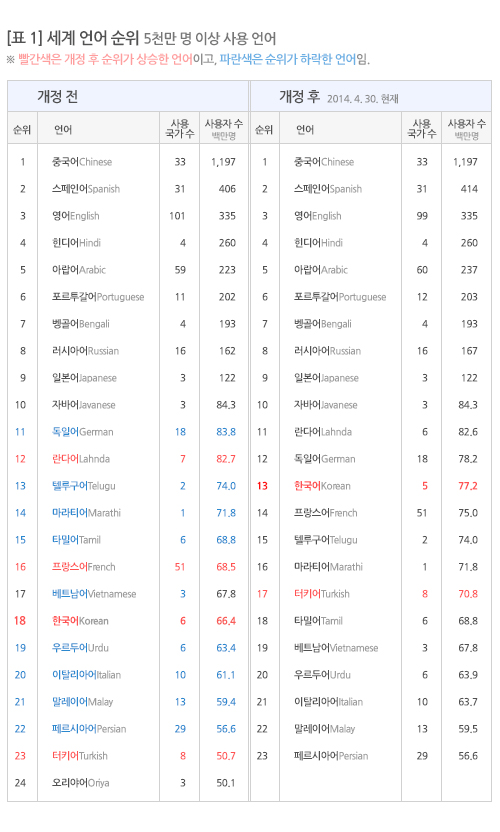 [표 1] 세계 언어 순위 5천만 명 이상 사용 언어
※ 빨간색은 개정 후 순위가 상승한 언어이고, 파란색은 순위가 하락한 언어임.
개정 전 개정 후 2014. 4. 30. 현재
순위 언어 사용 국가 수 사용자 수 백만명 순위 언어 사용 국가 수 사용자 수 백만명
1 중국어Chinese 33 1,197 1 중국어Chinese 33 1,197
2 스페인어Spanish 31 406 2 스페인어Spanish 31 414
3 영어English 101 335 3 영어English 99 335
4 힌디어Hindi 4 260 4 힌디어Hindi 4 260
5 아랍어Arabic 59 223 5 아랍어Arabic 60 237
6 포르투갈어Portuguese 11 202 6 포르투갈어Portuguese 12 203
7 벵골어Bengali 4 193 7 벵골어Bengali 4 193
8 러시아어Russian 16 162 8 러시아어Russian 16 167
9 일본어Japanese 3 122 9 일본어Japanese 3 122
10 자바어Javanese 3 84.3 10 자바어Javanese 3 84.3
11 독일어German 18 83.8 11 란다어Lahnda 6 82.6
12 란다어Lahnda 7 82.7 12 독일어German 18 78.2
13 텔루구어Telugu 2 74.0 13 한국어Korean 5 77.2
14 마라티어Marathi 1 71.8 14 프랑스어French 51 75.0
15 타밀어Tamil 6 68.8 15 텔루구어Telugu 2 74.0
16 프랑스어French 51 68.5 16 마라티어Marathi 1 71.8
17 베트남어Vietnamese 3 67.8 17 터키어Turkish 8 70.8
18 한국어Korean 6 66.4 18 타밀어Tamil 6 68.8
19 우르두어Urdu 6 63.4 19 베트남어Vietnamese 3 67.8
20 이탈리아어Italian 10 61.1 20 우르두어Urdu 6 63.9
21 말레이어Malay 13 59.4 21 이탈리아어Italian 10 63.7
22 페르시아어Persian 29 56.6 22 말레이어Malay 13 59.5
23 터키어Turkish 8 50.7 23 페르시아어Persian 29 56.6
24 오리야어Oriya 3 50.1